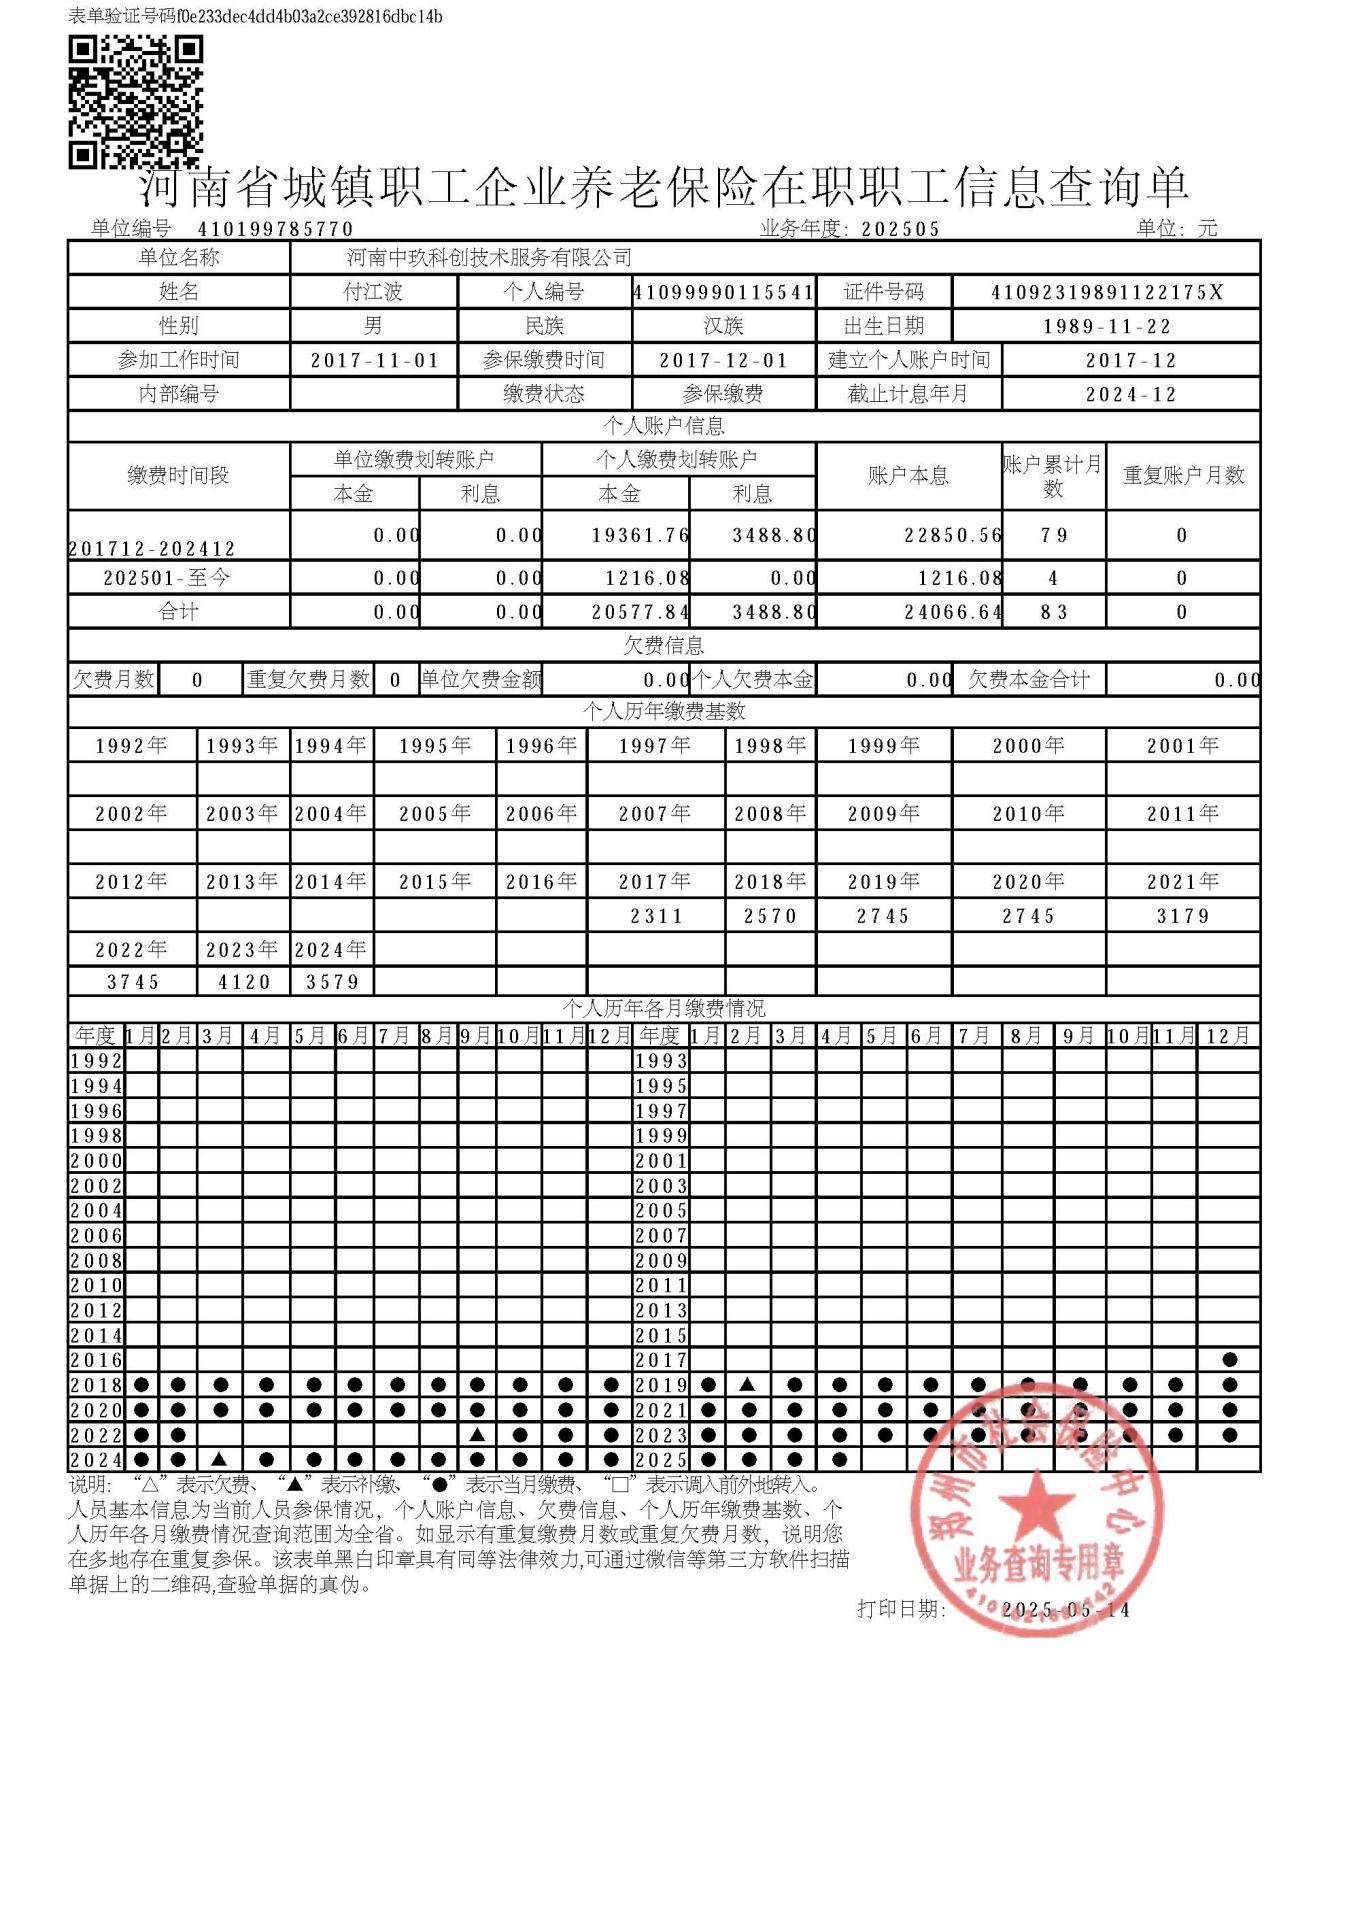 表单验证号码f0e233dec4dd4b03a2ce392816dbc14b
河南省城镇职工企业养老保险在职职工信息查询单
单位编号 410199785770 业务年度：202505 单位：元
单位名称 河南中玖科创技术服务有限公司
姓名 付江波 个人编号 41099990115541 证件号码 41092319891122175X
性别 男 民族 汉族 出生日期 1989-11-22
参加工作时间 2017-11-01 参保缴费时间 2017-12-01 建立个人账户时间 2017-12
内部编号 缴费状态 参保缴费 截止计息年月 2024-12
个人账户信息
缴费时间段 单位缴费划转账户 个人缴费划转账户 账户本息 账户累计月数 重复账户月数
本金 利息 本金 利息
201712-202412 0.00 0.00 19361.76 3488.80 22850.56 79 0
202501-至今 0.00 0.00 1216.08 0.00 1216.08 4 0
合计 0.00 0.00 20577.84 3488.80 24066.64 83 0
欠费信息
欠费月数 0 重复欠费月数 0 单位欠费金额 0.00 个人欠费本金 0.00 欠费本金合计 0.00
个人历年缴费基数
1992年 1993年 1994年 1995年 1996年 1997年 1998年 1999年 2000年 2001年
2002年 2003年 2004年 2005年 2006年 2007年 2008年 2009年 2010年 2011年
2012年 2013年 2014年 2015年 2016年 2017年 2018年 2019年 2020年 2021年
2311 2570 2745 2745 3179
2022年 2023年 2024年
3745 4120 3579
个人历年各月缴费情况
年度 1月 2月 3月 4月 5月 6月 7月 8月 9月 10月 11月 12月 年度 1月 2月 3月 4月 5月 6月 7月 8月 9月 10月 11月 12月
1992 1993
1994 1995
1996 1997
1998 1999
2000 2001
2002 2003
2004 2005
2006 2007
2008 2009
2010 2011
2012 2013
2014 2015
2016 2017 ●
2018 ● ● ● ● ● ● ● ● ● ● ● ● 2019 ● ▲ ● ● ● ● ● ● ● ● ● ●
2020 ● ● ● ● ● ● ● ● ● ● ● ● 2021 ● ● ● ● ● ● ● ● ● ● ● ●
2022 ● ● ▲ ● ● ● 2023 ● ● ● ● ● ● ● ● ● ● ● ●
2024 ● ● ▲ ● ● ● ● ● ● ● ● ● 2025 ● ● ● ●
说明：“△”表示欠费、“▲”表示补缴、“●”表示当月缴费、“□”表示调入前外地转入。
人员基本信息为当前人员参保情况，个人账户信息、欠费信息、个人历年缴费基数、个
人历年各月缴费情况查询范围为全省。如显示有重复缴费月数或重复欠费月数，说明您
在多地存在重复参保。该表单黑白印章具有同等法律效力,可通过微信等第三方软件扫描
单据上的二维码,查验单据的真伪。
郑州市社会保险中心
业务查询专用章
打印日期： 2025-05-14